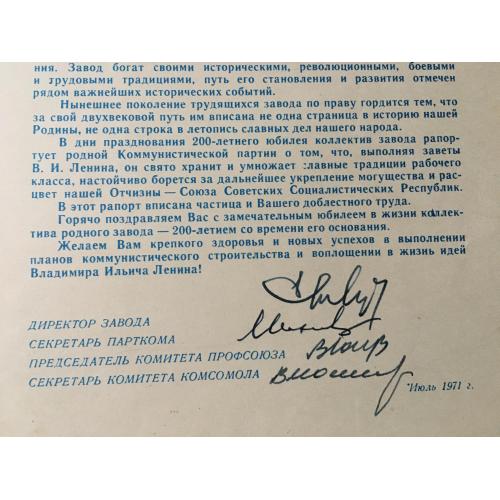 ния. Завод богат своими историческими, революционными, боевыми
и трудовыми традициями, путь его становления и развития отмечен
рядом важнейших исторических событий.
Нынешнее поколение трудящихся завода по праву гордится тем, что
за свой двухвековой путь им вписана не одна страница в историю нашей
Родины, не одна строка в летопись славных дел нашего народа.
В дни празднования 200-летнего юбилея коллектив завода рапор-
тует родной Коммунистической партии о том, что, выполняя заветы
В. И. Ленина, он свято хранит и умножает славные традиции рабочего
класса, настойчиво борется за дальнейшее укрепление могущества и рас-
цвет нашей Отчизны — Союза Советских Социалистических Республик.
В этот рапорт вписана частица и Вашего доблестного труда.
Горячо поздравляем Вас с замечательным юбилеем в жизни коллек-
тива родного завода — 200-летием со времени его основания.
Желаем Вам крепкого здоровья и новых успехов в выполнении
планов коммунистического строительства и воплощении в жизнь идей
Владимира Ильича Ленина!
ДИРЕКТОР ЗАВОДА
СЕКРЕТАРЬ ПАРТКОМА
ПРЕДСЕДАТЕЛЬ КОМИТЕТА ПРОФСОЮЗА
СЕКРЕТАРЬ КОМИТЕТА КОМСОМОЛА
Июль 1971 г.